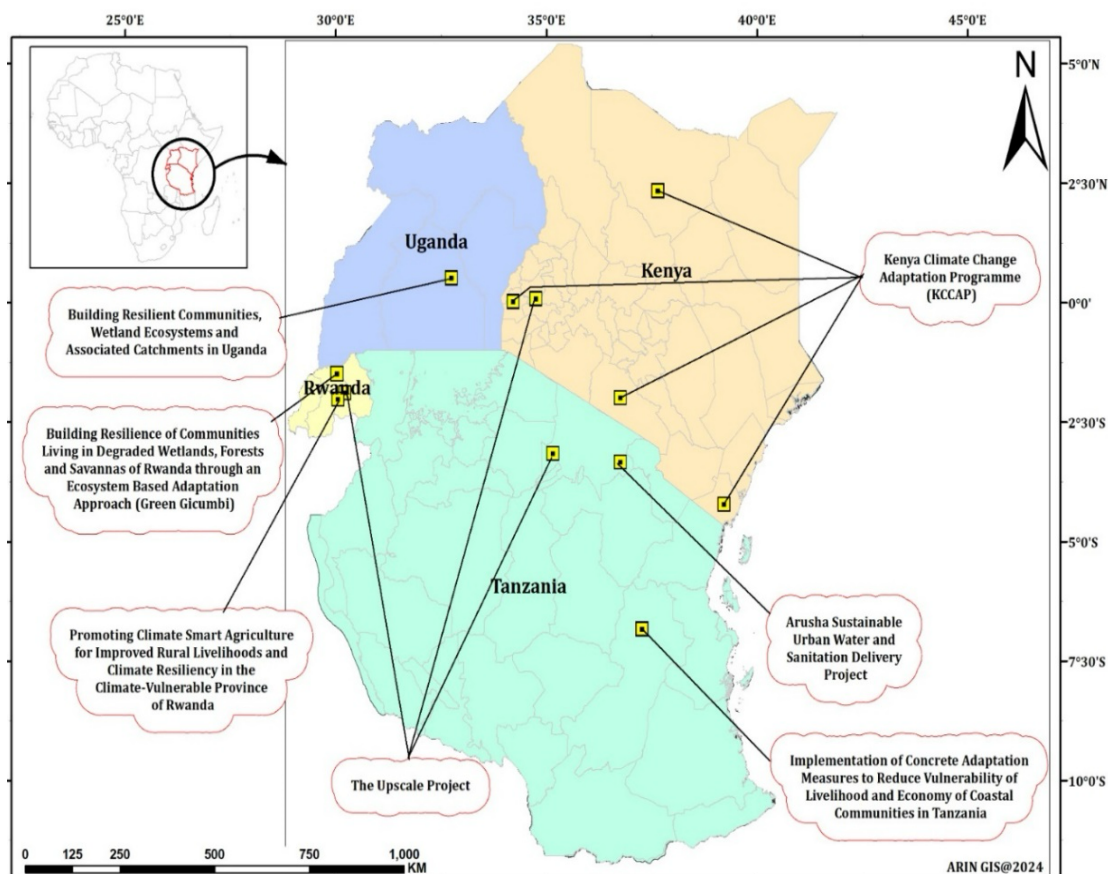 25°0'E
30°0'E
35°0'E
40°0'E
45°0'E
N
5°0'N
2°30'N
0°0'
2°30'S
5°0'S
7°30'S
10°0'S
Uganda
Kenya
Rwanda
Tanzania
Building Resilient Communities,
Wetland Ecosystems and
Associated Catchments in Uganda
Building Resilience of Communities
Living in Degraded Wetlands, Forests
and Savannas of Rwanda through an
Ecosystem Based Adaptation
Approach (Green Gicumbi)
Promoting Climate Smart Agriculture
for Improved Rural Livelihoods and
Climate Resiliency in the
Climate-Vulnerable Province
of Rwanda
The Upscale Project
Kenya Climate Change
Adaptation Programme
(KCCAP)
Arusha Sustainable
Urban Water and
Sanitation Delivery
Project
Implementation of Concrete Adaptation
Measures to Reduce Vulnerability of
Livelihood and Economy of Coastal
Communities in Tanzania
0 125 250 500 750 1,000
KM
ARIN GIS@2024